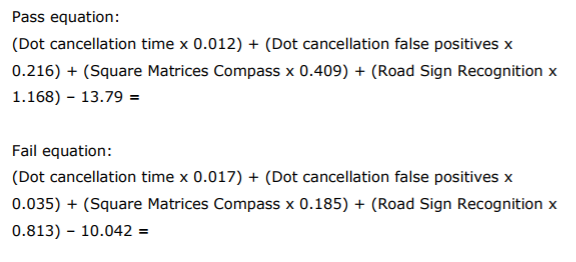 Pass equation:
(Dot cancellation time x 0.012) + (Dot cancellation false positives x
0.216) + (Square Matrices Compass x 0.409) + (Road Sign Recognition x
1.168) – 13.79 =
Fail equation:
(Dot cancellation time x 0.017) + (Dot cancellation false positives x
0.035) + (Square Matrices Compass x 0.185) + (Road Sign Recognition x
0.813) – 10.042 =